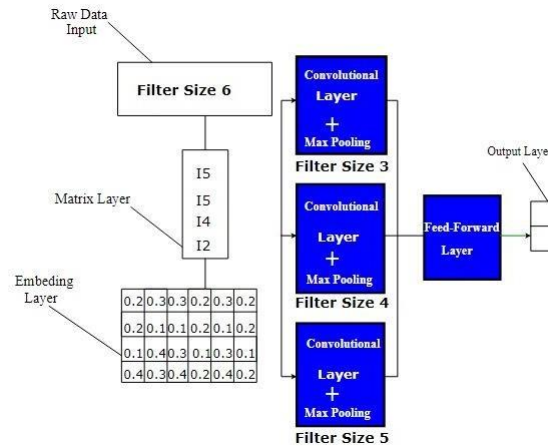 Raw Data
Input
Filter Size 6
I5
I5
I4
I2
Matrix Layer
Embeding
Layer
0.2 0.3 0.3 0.2 0.3 0.2
0.2 0.1 0.1 0.2 0.1 0.2
0.1 0.4 0.3 0.1 0.3 0.1
0.4 0.3 0.4 0.2 0.4 0.2
Convolutional
Layer
+
Max Pooling
Filter Size 3
Convolutional
Layer
+
Max Pooling
Filter Size 4
Convolutional
Layer
+
Max Pooling
Filter Size 5
Feed-Forward
Layer
Output Laye